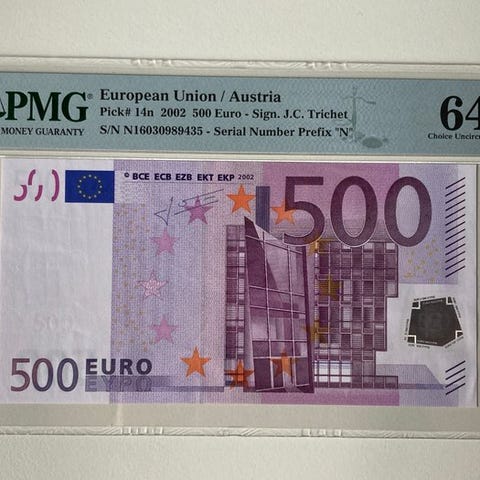 PMG
MONEY GUARANTY
European Union / Austria
Pick# 14n 2002 500 Euro - Sign. J.C. Trichet
S/N N16030989435 - Serial Number Prefix "N"
64
Choice Uncircu
© BCE ECB EZB EKT EKP 2002
500
500 EURO
ΕΥΡΩ